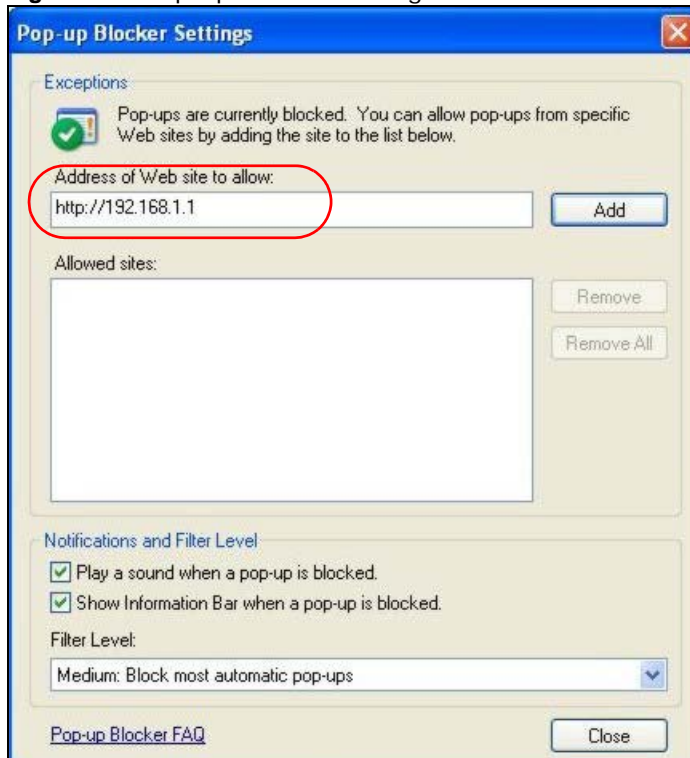 Pop-up Blocker Settings
Exceptions
Pop-ups are currently blocked. You can allow pop-ups from specific
Web sites by adding the site to the list below.
Address of Web site to allow:
http://192.168.1.1
Add
Allowed sites:
Remove
Remove All
Notifications and Filter Level
Play a sound when a pop-up is blocked.
Show Information Bar when a pop-up is blocked.
Filter Level:
Medium: Block most automatic pop-ups
Pop-up Blocker FAQ
Close